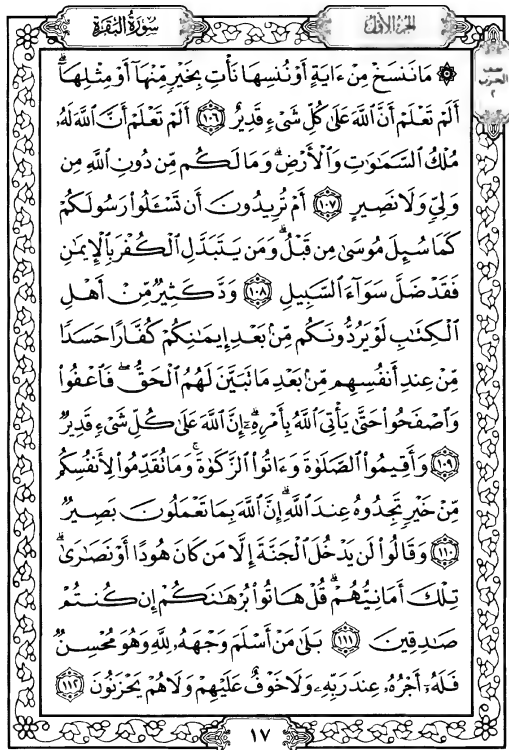 سُورَةُ البَقَرَةِ
الجُزْءُ الأَوَّلُ
نصف
الحزب
٢
۞ مَا نَنسَخْ مِنْ ءَايَةٍ أَوْ نُنسِهَا نَأْتِ بِخَيْرٍ مِّنْهَآ أَوْ مِثْلِهَآ ۗ
أَلَمْ تَعْلَمْ أَنَّ ٱللَّهَ عَلَىٰ كُلِّ شَىْءٍ قَدِيرٌ ١٠٦ أَلَمْ تَعْلَمْ أَنَّ ٱللَّهَ لَهُۥ
مُلْكُ ٱلسَّمَٰوَٰتِ وَٱلْأَرْضِ ۗ وَمَا لَكُم مِّن دُونِ ٱللَّهِ مِن
وَلِىٍّ وَلَا نَصِيرٍ ١٠٧ أَمْ تُرِيدُونَ أَن تَسْـَٔلُوا۟ رَسُولَكُمْ
كَمَا سُئِلَ مُوسَىٰ مِن قَبْلُ ۗ وَمَن يَتَبَدَّلِ ٱلْكُفْرَ بِٱلْإِيمَٰنِ
فَقَدْ ضَلَّ سَوَآءَ ٱلسَّبِيلِ ١٠٨ وَدَّ كَثِيرٌ مِّنْ أَهْلِ
ٱلْكِتَٰبِ لَوْ يَرُدُّونَكُم مِّنۢ بَعْدِ إِيمَٰنِكُمْ كُفَّارًا حَسَدًا
مِّنْ عِندِ أَنفُسِهِم مِّنۢ بَعْدِ مَا تَبَيَّنَ لَهُمُ ٱلْحَقُّ ۖ فَٱعْفُوا۟
وَٱصْفَحُوا۟ حَتَّىٰ يَأْتِىَ ٱللَّهُ بِأَمْرِهِۦٓ ۗ إِنَّ ٱللَّهَ عَلَىٰ كُلِّ شَىْءٍ قَدِيرٌ
١٠٩ وَأَقِيمُوا۟ ٱلصَّلَوٰةَ وَءَاتُوا۟ ٱلزَّكَوٰةَ ۚ وَمَا تُقَدِّمُوا۟ لِأَنفُسِكُم
مِّنْ خَيْرٍ تَجِدُوهُ عِندَ ٱللَّهِ ۗ إِنَّ ٱللَّهَ بِمَا تَعْمَلُونَ بَصِيرٌ
١١٠ وَقَالُوا۟ لَن يَدْخُلَ ٱلْجَنَّةَ إِلَّا مَن كَانَ هُودًا أَوْ نَصَٰرَىٰ ۗ
تِلْكَ أَمَانِيُّهُمْ ۗ قُلْ هَاتُوا۟ بُرْهَٰنَكُمْ إِن كُنتُمْ
صَٰدِقِينَ ١١١ بَلَىٰ مَنْ أَسْلَمَ وَجْهَهُۥ لِلَّهِ وَهُوَ مُحْسِنٌ
فَلَهُۥٓ أَجْرُهُۥ عِندَ رَبِّهِۦ وَلَا خَوْفٌ عَلَيْهِمْ وَلَا هُمْ يَحْزَنُونَ ١١٢
١٧